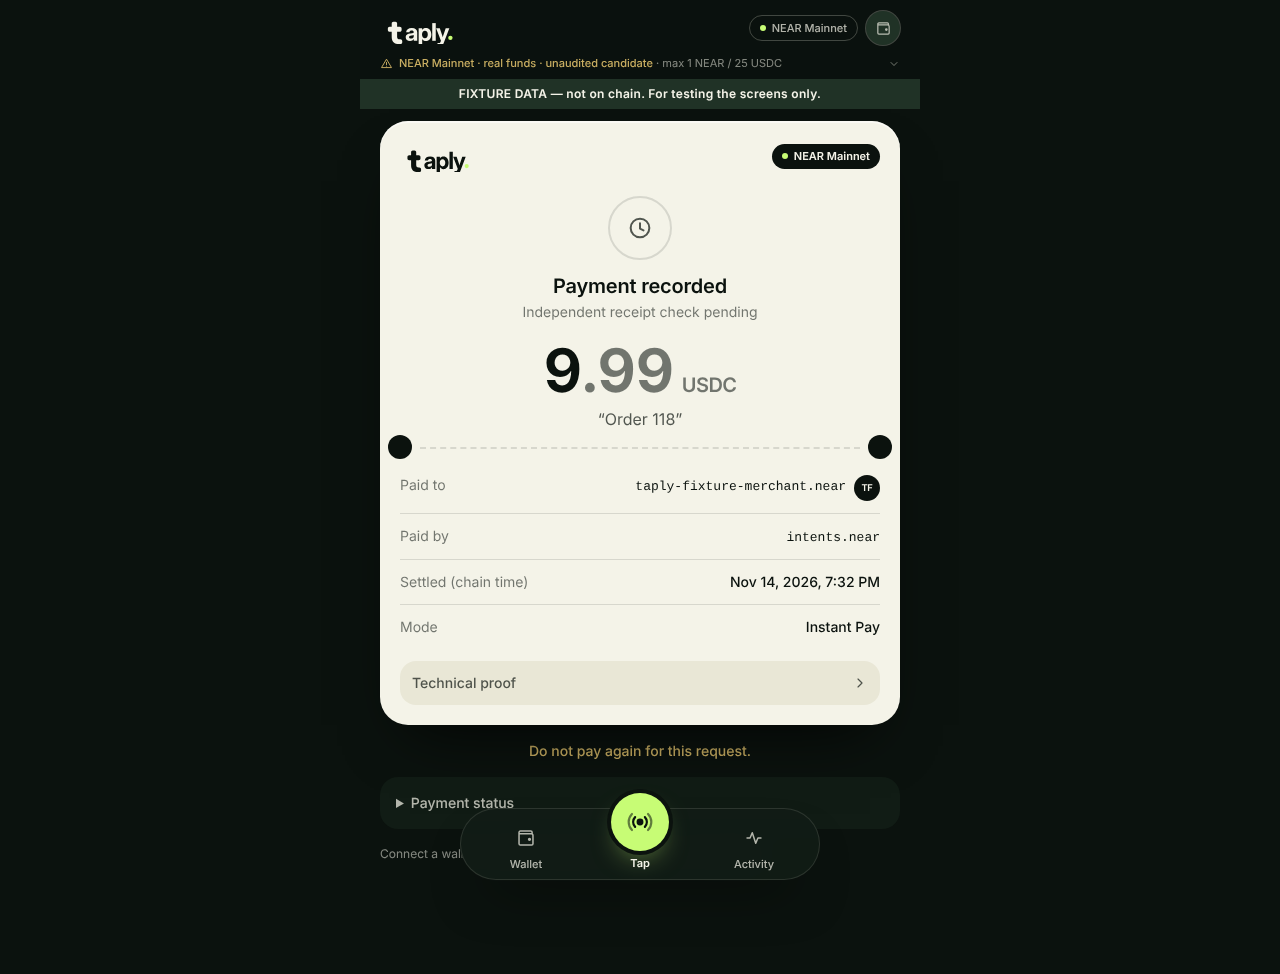 taply.
NEAR Mainnet
NEAR Mainnet · real funds · unaudited candidate · max 1 NEAR / 25 USDC
FIXTURE DATA — not on chain. For testing the screens only.
taply.
NEAR Mainnet
Payment recorded
Independent receipt check pending
9.99 USDC
“Order 118”
Paid to taply-fixture-merchant.near TF
Paid by intents.near
Settled (chain time) Nov 14, 2026, 7:32 PM
Mode Instant Pay
Technical proof
Do not pay again for this request.
Payment status
Connect a
Wallet
Tap
Activity